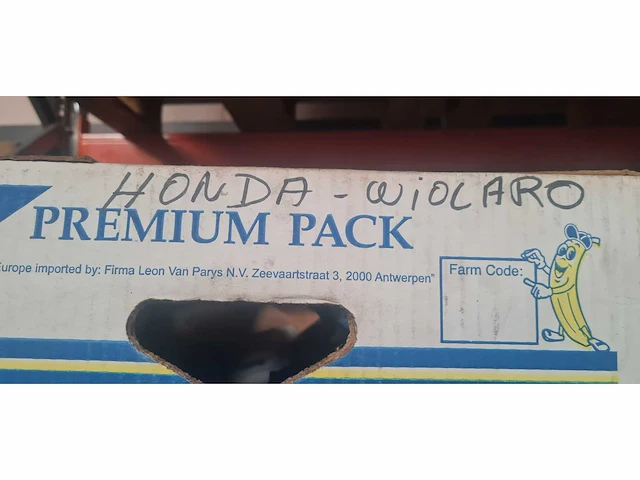 HONDA - WIOLARO
PREMIUM PACK
Europe imported by: Firma Leon Van Parys N.V. Zeevaartstraat 3, 2000 Antwerpen"
Farm Code: